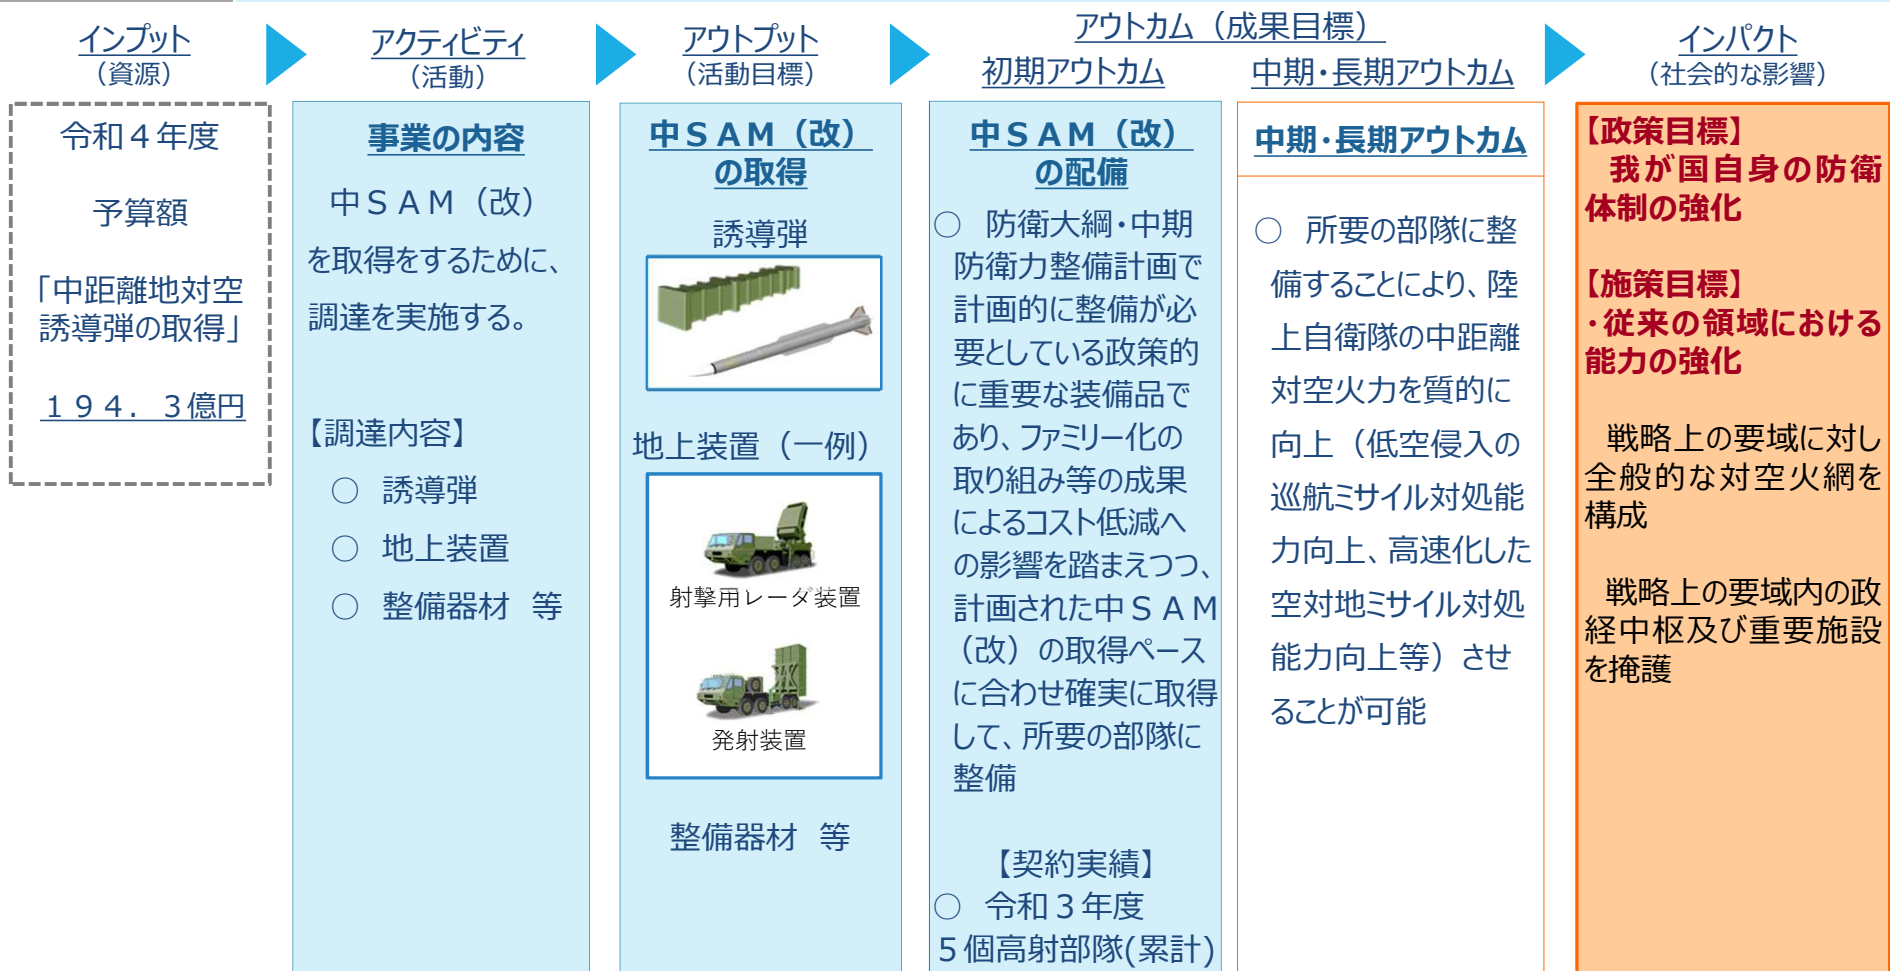 インプット
（資源）
アクティビティ
（活動）
アウトプット
（活動目標）
アウトカム（成果目標）
初期アウトカム
中期・長期アウトカム
インパクト
（社会的な影響）
令和４年度
予算額
「中距離地対空
誘導弾の取得」
１９４．３億円
事業の内容
中ＳＡＭ（改）
を取得をするために、
調達を実施する。
【調達内容】
○　誘導弾
○　地上装置
○　整備器材　等
中ＳＡＭ（改）
の取得
誘導弾
地上装置（一例）
射撃用レーダ装置
発射装置
整備器材　等
中ＳＡＭ（改）
の配備
○　防衛大綱・中期
防衛力整備計画で
計画的に整備が必
要としている政策的
に重要な装備品で
あり、ファミリー化の
取り組み等の成果
によるコスト低減へ
の影響を踏まえつつ、
計画された中ＳＡＭ
（改）の取得ペース
に合わせ確実に取得
して、所要の部隊に
整備
【契約実績】
○　令和３年度
５個高射部隊(累計)
中期・長期アウトカム
○　所要の部隊に整
備することにより、陸
上自衛隊の中距離
対空火力を質的に
向上（低空侵入の
巡航ミサイル対処能
力向上、高速化した
空対地ミサイル対処
能力向上等）させ
ることが可能
【政策目標】
我が国自身の防衛
体制の強化
【施策目標】
・従来の領域における
能力の強化
戦略上の要域に対し
全般的な対空火網を
構成
戦略上の要域内の政
経中枢及び重要施設
を掩護